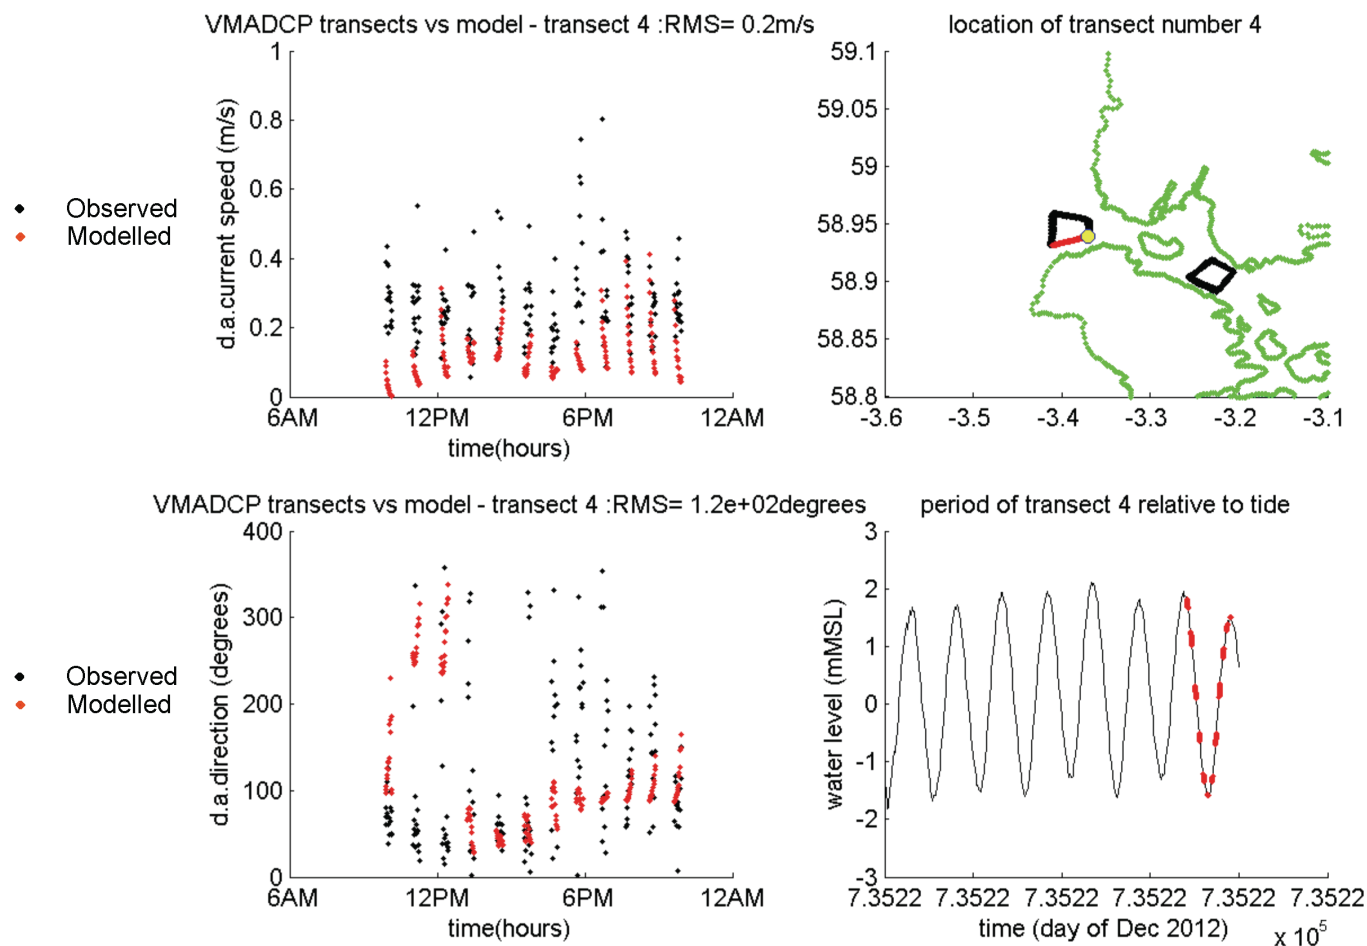 VMADCP transects vs model - transect 4 :RMS= 0.2m/s
1
0.8
0.6
0.4
0.2
0
d.a.current speed (m/s)
6AM 12PM 6PM 12AM
time(hours)
Observed
Modelled
location of transect number 4
59.1
59.05
59
58.95
58.9
58.85
58.8
-3.6 -3.5 -3.4 -3.3 -3.2 -3.1
VMADCP transects vs model - transect 4 :RMS= 1.2e+02degrees
400
300
200
100
0
d.a.direction (degrees)
6AM 12PM 6PM 12AM
time(hours)
Observed
Modelled
period of transect 4 relative to tide
3
2
1
0
-1
-2
-3
water level (mMSL)
7.3522 7.3522 7.3522 7.3522 7.3522 7.3522
time (day of Dec 2012)
x 10⁵